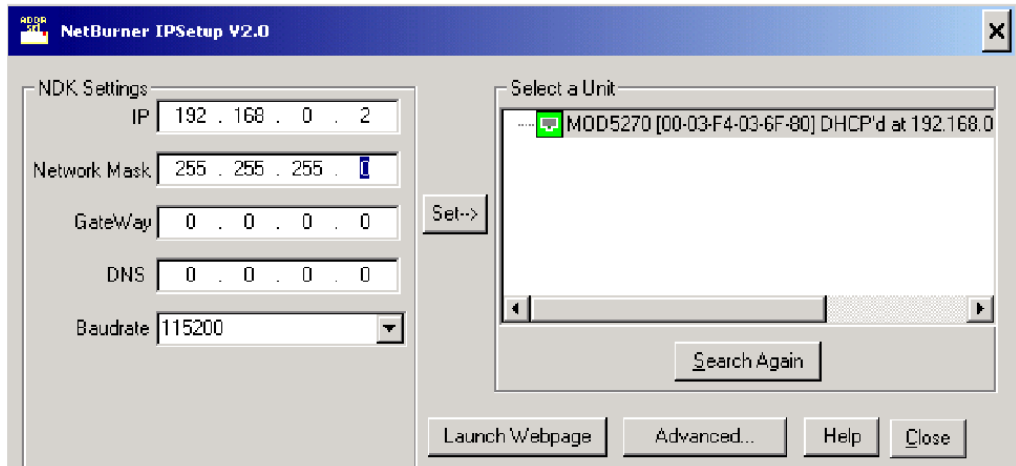 NetBurner IPSetup V2.0
NDK Settings
IP 192 . 168 . 0 . 2
Network Mask 255 . 255 . 255 . 0
GateWay 0 . 0 . 0 . 0
DNS 0 . 0 . 0 . 0
Baudrate 115200
Set-->
Select a Unit
MOD5270 [00-03-F4-03-6F-80] DHCP'd at 192.168.0
Search Again
Launch Webpage
Advanced...
Help
Close